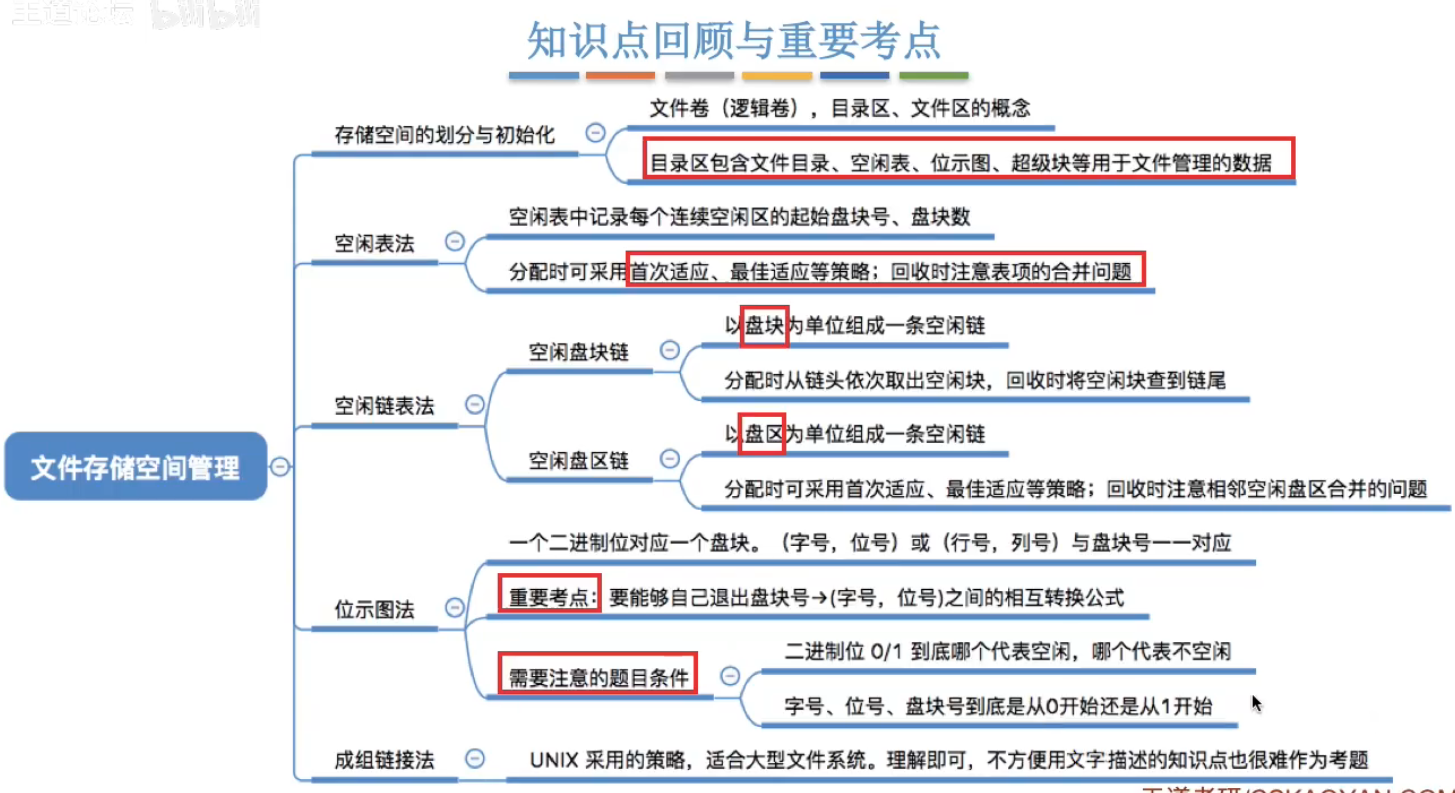 王道论坛 bilibili
知识点回顾与重要考点
文件存储空间管理
存储空间的划分与初始化
文件卷（逻辑卷），目录区、文件区的概念
目录区包含文件目录、空闲表、位示图、超级块等用于文件管理的数据
空闲表法
空闲表中记录每个连续空闲区的起始盘块号、盘块数
分配时可采用首次适应、最佳适应等策略；回收时注意表项的合并问题
空闲链表法
空闲盘块链
以盘块为单位组成一条空闲链
分配时从链头依次取出空闲块，回收时将空闲块查到链尾
空闲盘区链
以盘区为单位组成一条空闲链
分配时可采用首次适应、最佳适应等策略；回收时注意相邻空闲盘区合并的问题
位示图法
一个二进制位对应一个盘块。（字号，位号）或（行号，列号）与盘块号一一对应
重要考点：要能够自己退出盘块号→(字号，位号)之间的相互转换公式
需要注意的题目条件
二进制位 0/1 到底哪个代表空闲，哪个代表不空闲
字号、位号、盘块号到底是从0开始还是从1开始
成组链接法
UNIX 采用的策略，适合大型文件系统。理解即可，不方便用文字描述的知识点也很难作为考题
王道考研/CSKAOYAN.COM